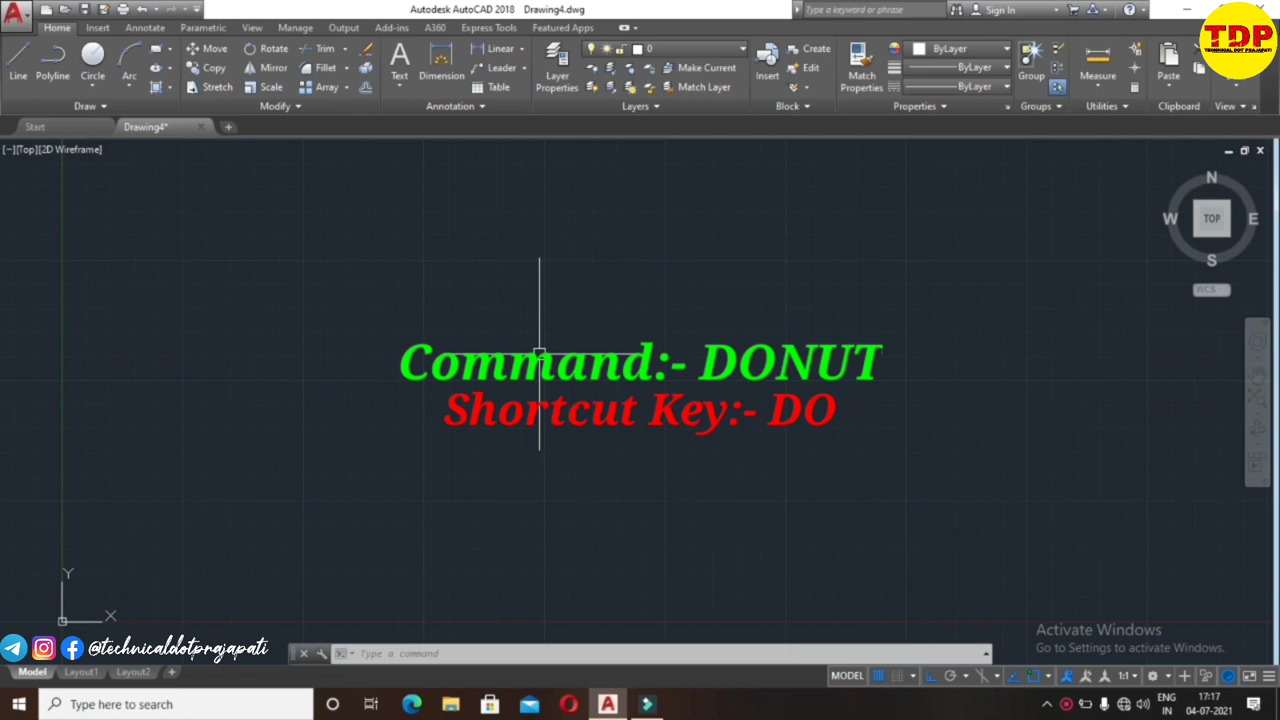 Autodesk AutoCAD 2018 Drawing4.dwg
Type a keyword or phrase
Sign In
TDP
TECHNICAL DOT PRAJAPATI
Home Insert Annotate Parametric View Manage Output Add-ins A360 Express Tools Featured Apps
Line Polyline Circle Arc
Move Rotate Trim
Copy Mirror Fillet
Stretch Scale Array
Text Dimension
Linear
Leader
Table
Layer Properties
0
Make Current
Match Layer
Insert
Create
Edit
Match Properties
ByLayer
ByLayer
ByLayer
Group
Measure
Paste
Draw Modify Annotation Layers Block Properties Groups Utilities Clipboard View
Start Drawing4*
[−][Top][2D Wireframe]
N
W TOP E
S
WCS
Command:- DONUT
Shortcut Key:- DO
Y
X
Activate Windows
Go to Settings to activate Windows.
@technicaldotprajapati
Type a command
Model Layout1 Layout2
MODEL 1:1
Type here to search
A
ENG
IN
17:17
04-07-2021